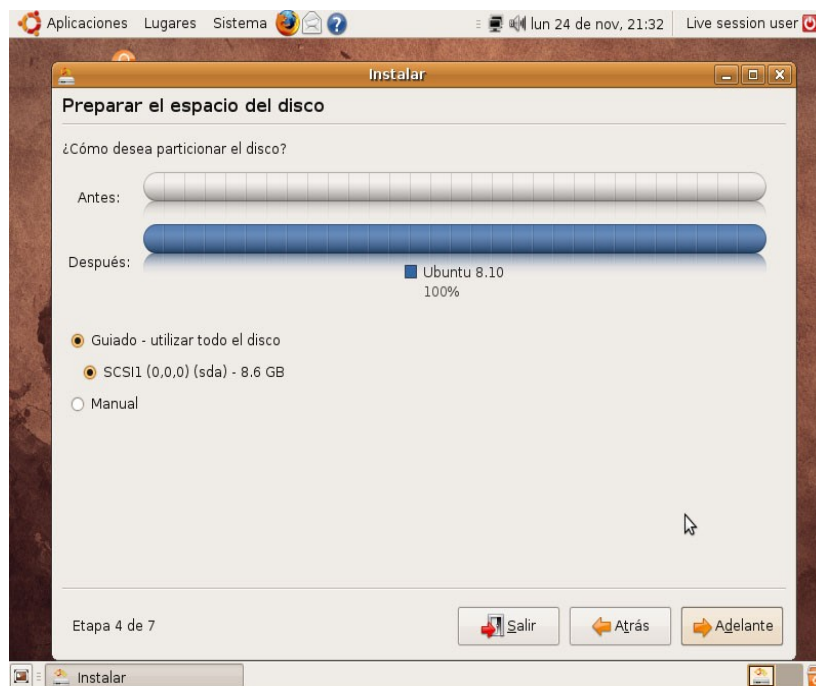 Aplicaciones Lugares Sistema lun 24 de nov, 21:32 Live session user
Instalar
Preparar el espacio del disco
¿Cómo desea particionar el disco?
Antes:
Después:
Ubuntu 8.10
100%
Guiado - utilizar todo el disco
SCSI1 (0,0,0) (sda) - 8.6 GB
Manual
Etapa 4 de 7 Salir Atrás Adelante
Instalar